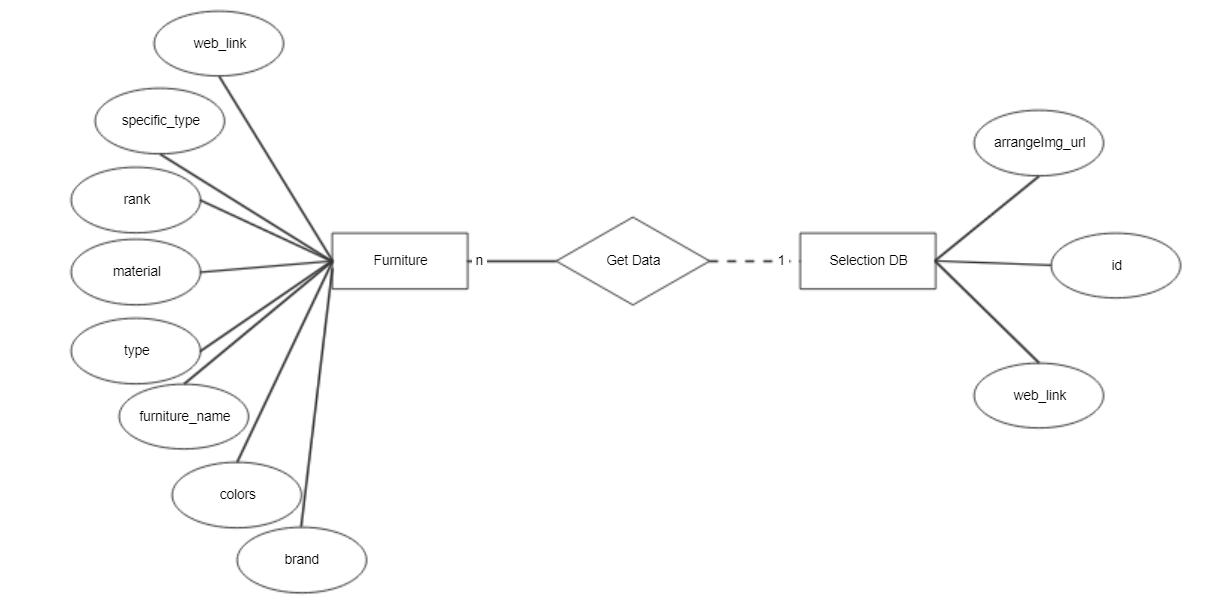 web_link
specific_type
rank
material
type
furniture_name
colors
brand
Furniture
n
Get Data
1
Selection DB
arrangeImg_url
id
web_link